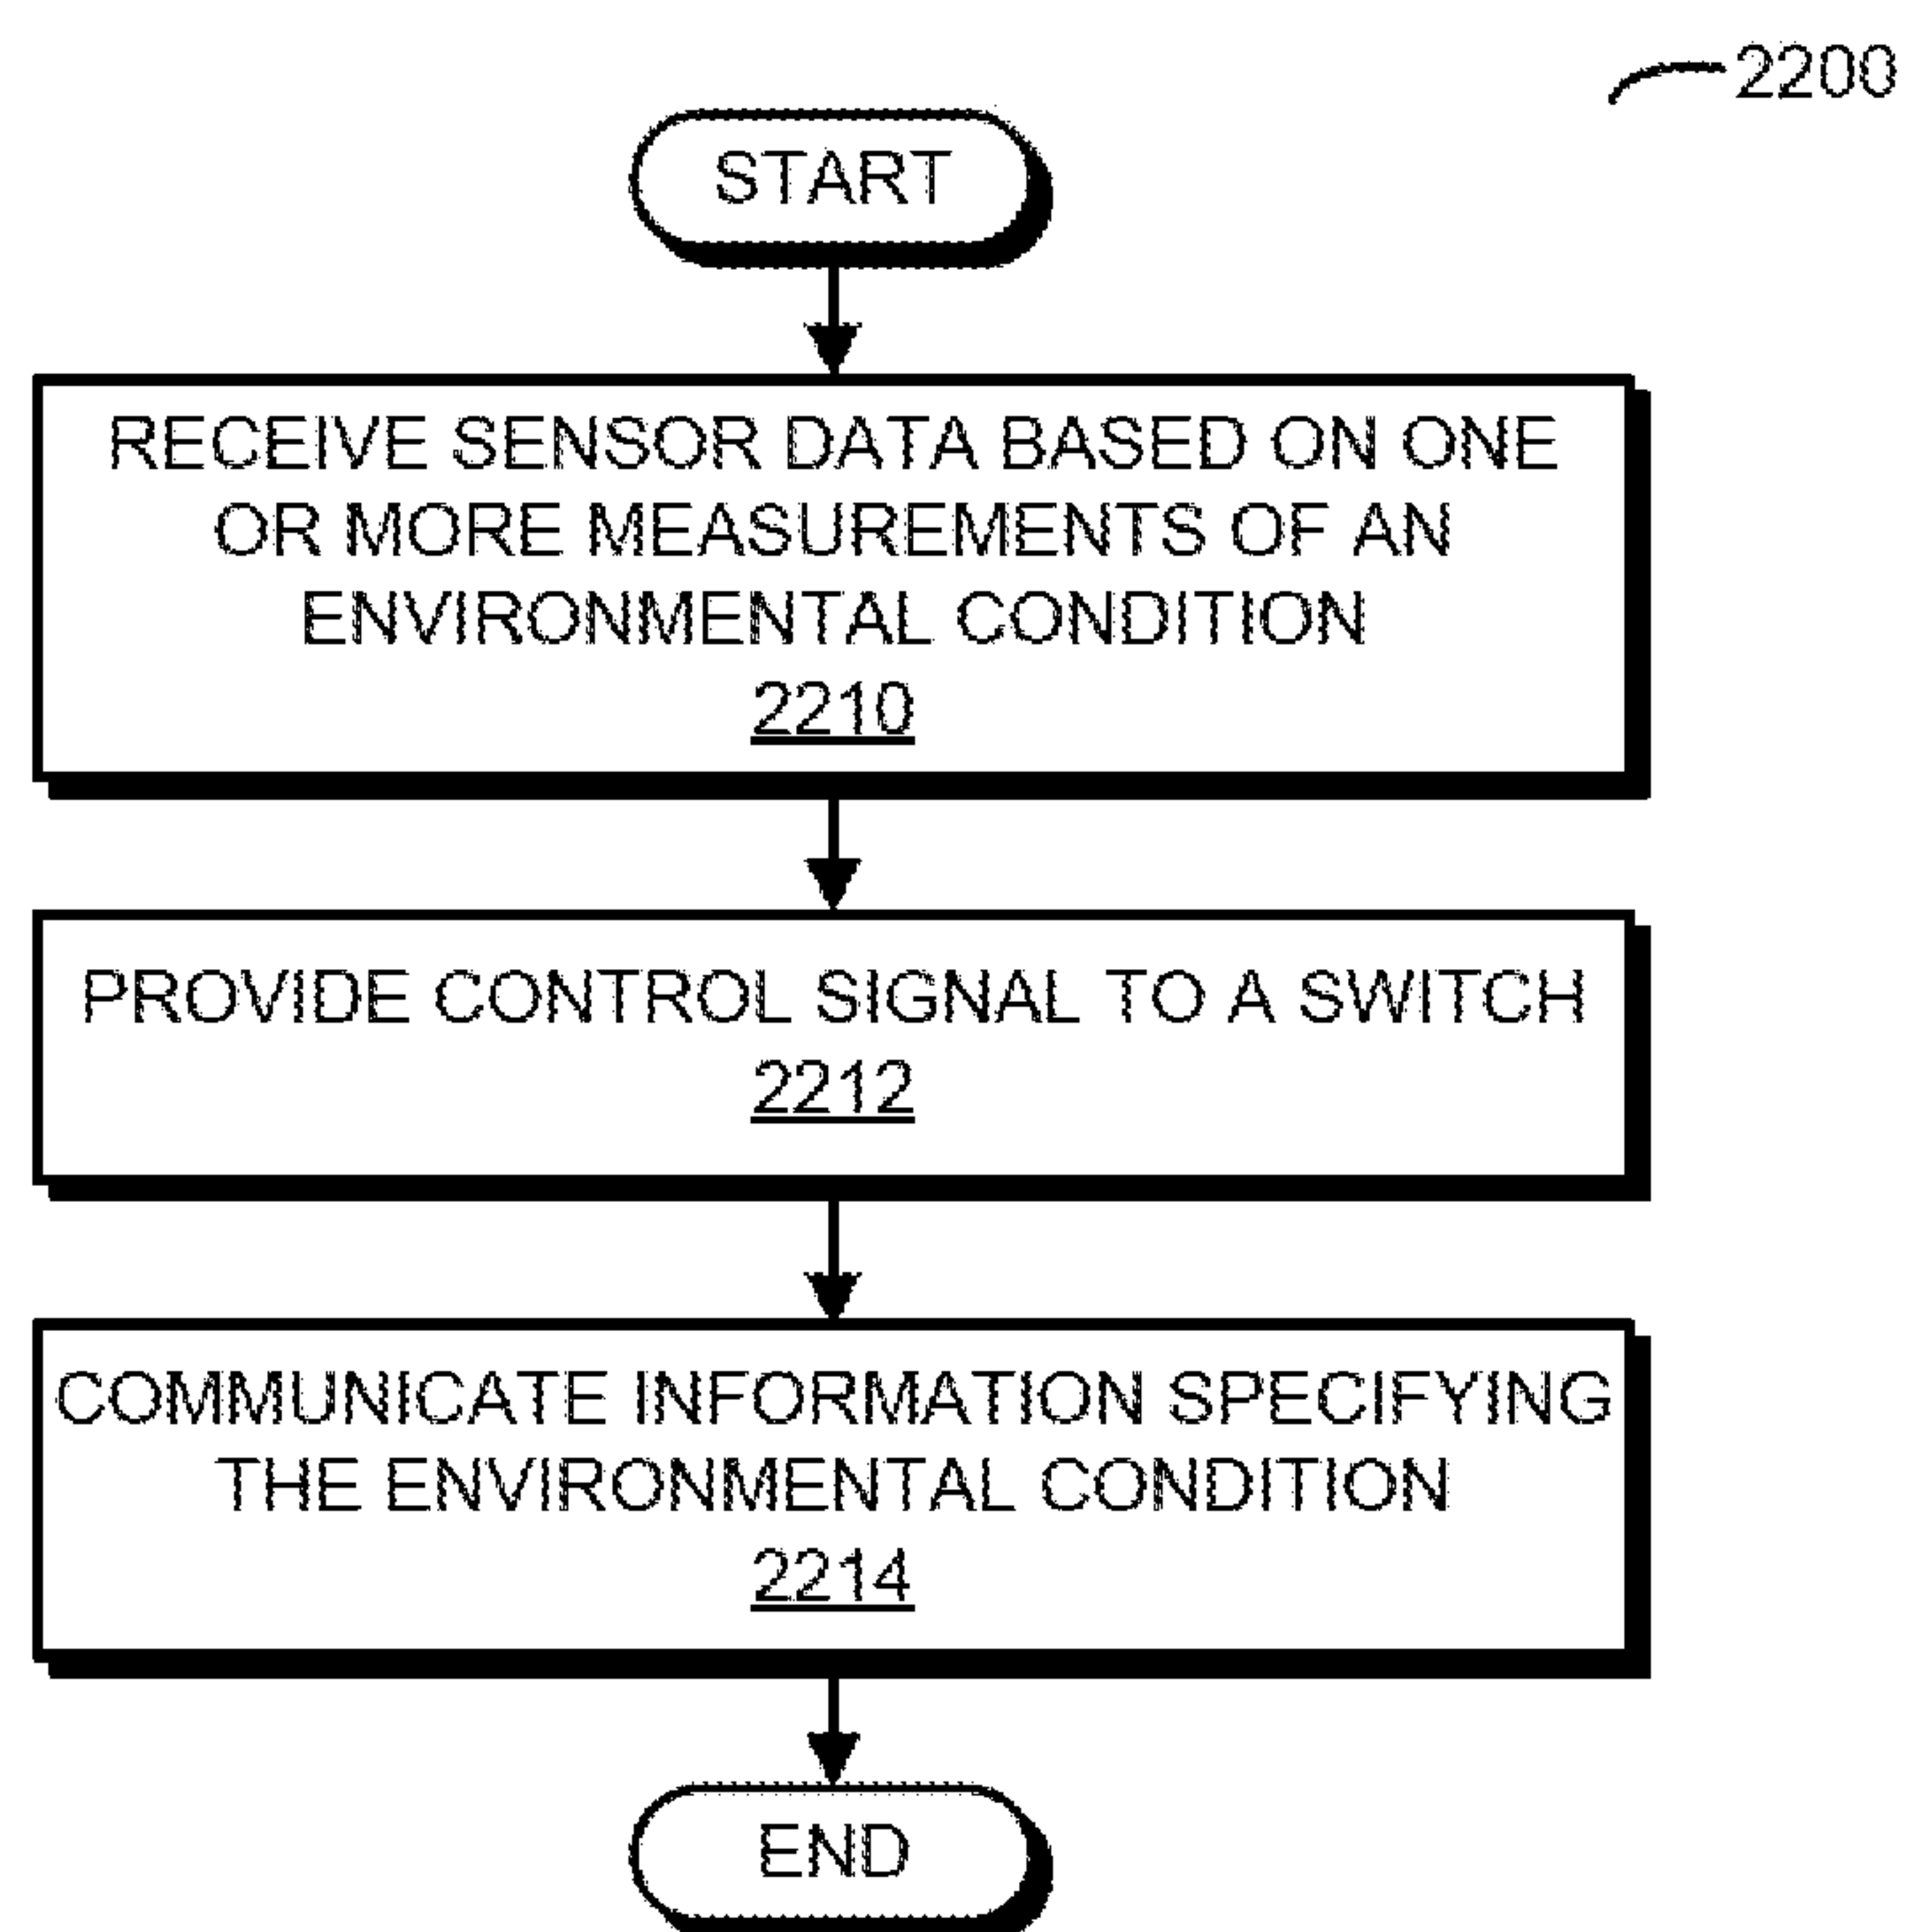 2200
START
RECEIVE SENSOR DATA BASED ON ONE
OR MORE MEASUREMENTS OF AN
ENVIRONMENTAL CONDITION
2210
PROVIDE CONTROL SIGNAL TO A SWITCH
2212
COMMUNICATE INFORMATION SPECIFYING
THE ENVIRONMENTAL CONDITION
2214
END